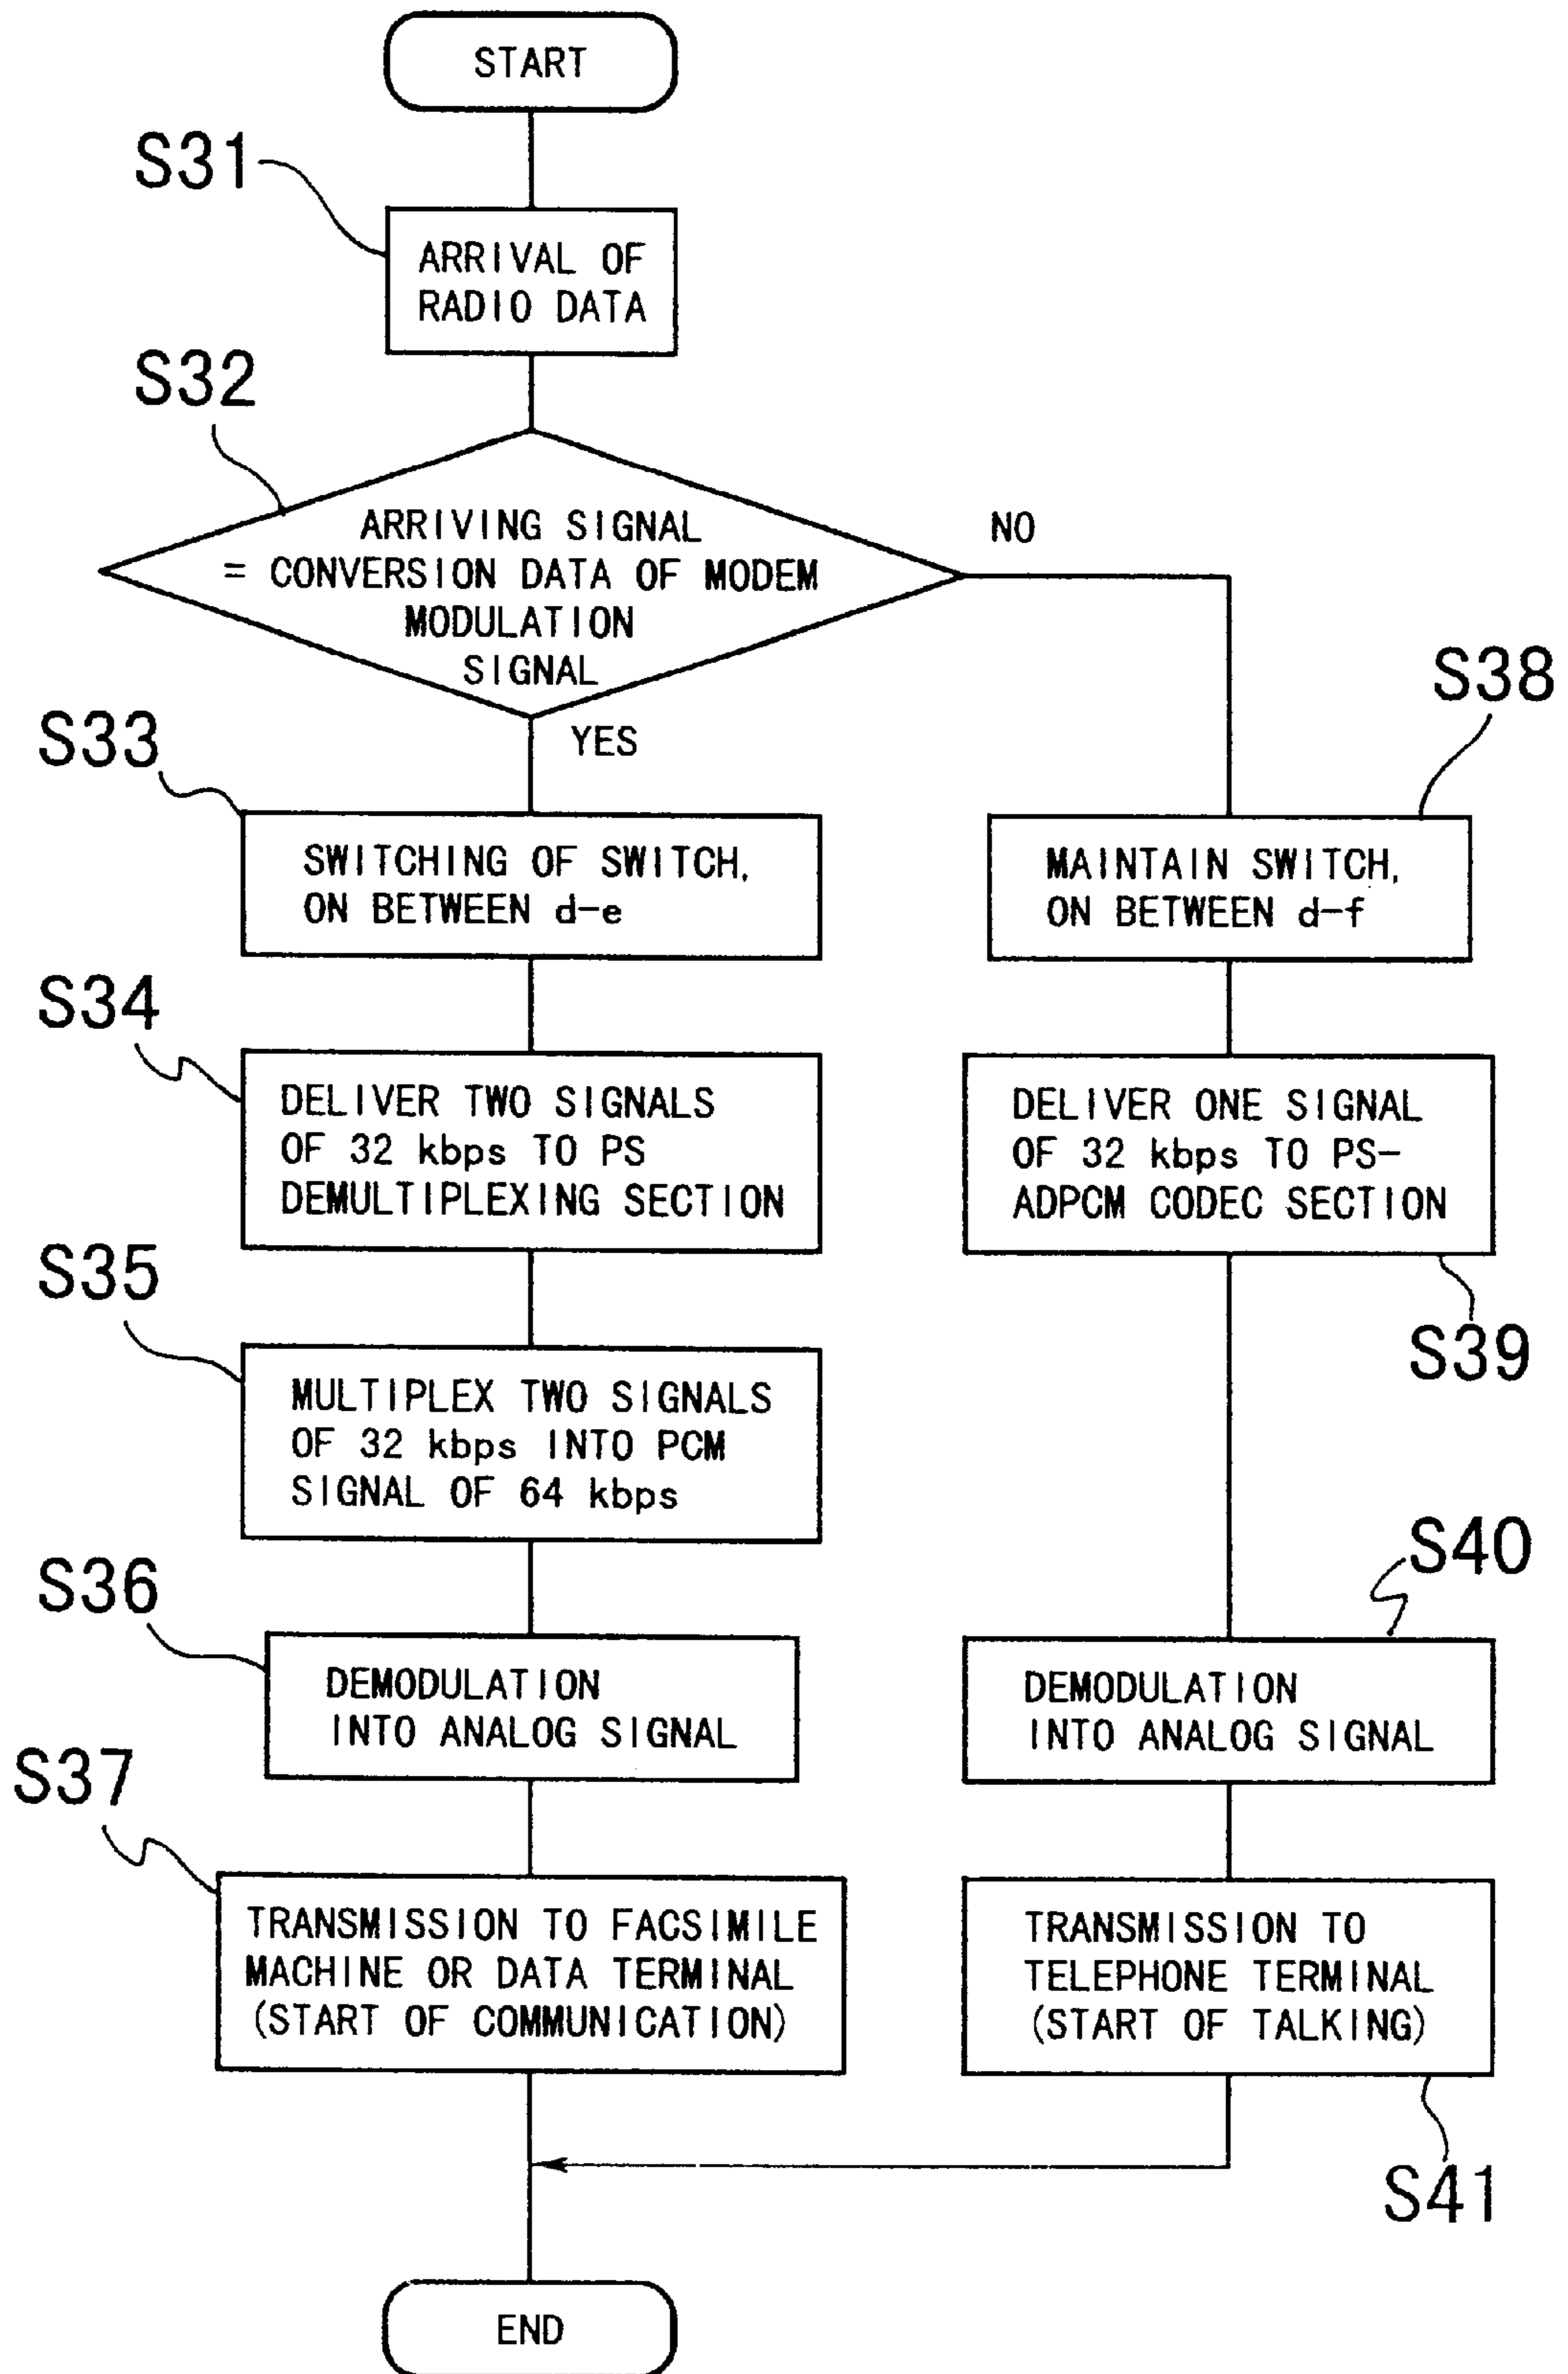 START
S31
ARRIVAL OF
RADIO DATA
S32
ARRIVING SIGNAL
= CONVERSION DATA OF MODEM
MODULATION
SIGNAL
NO
YES
S33
SWITCHING OF SWITCH,
ON BETWEEN d-e
S34
DELIVER TWO SIGNALS
OF 32 kbps TO PS
DEMULTIPLEXING SECTION
S35
MULTIPLEX TWO SIGNALS
OF 32 kbps INTO PCM
SIGNAL OF 64 kbps
S36
DEMODULATION
INTO ANALOG SIGNAL
S37
TRANSMISSION TO FACSIMILE
MACHINE OR DATA TERMINAL
(START OF COMMUNICATION)
S38
MAINTAIN SWITCH,
ON BETWEEN d-f
DELIVER ONE SIGNAL
OF 32 kbps TO PS-
ADPCM CODEC SECTION
S39
S40
DEMODULATION
INTO ANALOG SIGNAL
TRANSMISSION TO
TELEPHONE TERMINAL
(START OF TALKING)
S41
END